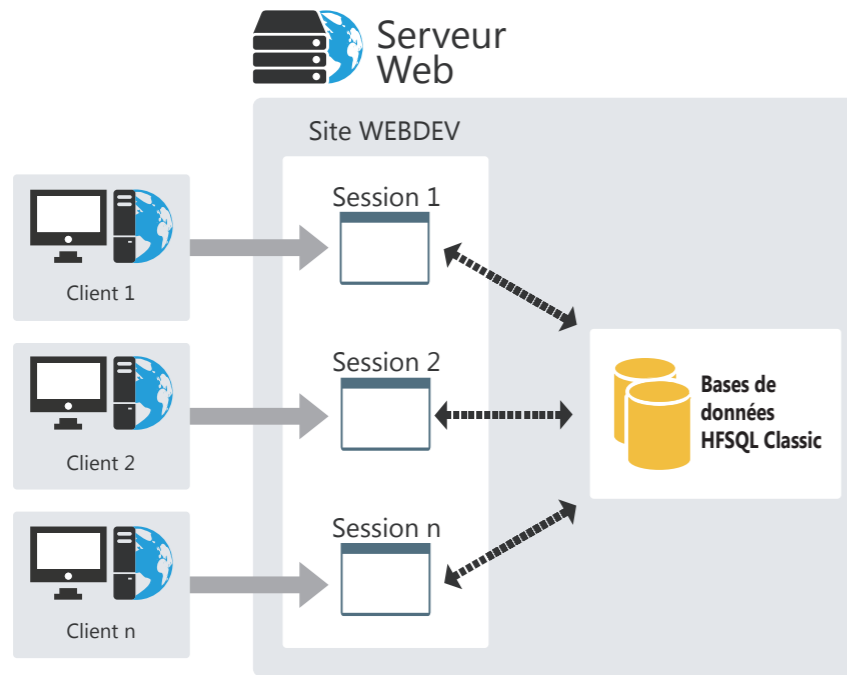 Serveur
Web
Site WEBDEV
Session 1
Client 1
Session 2
Client 2
Session n
Client n
Bases de
données
HFSQL Classic